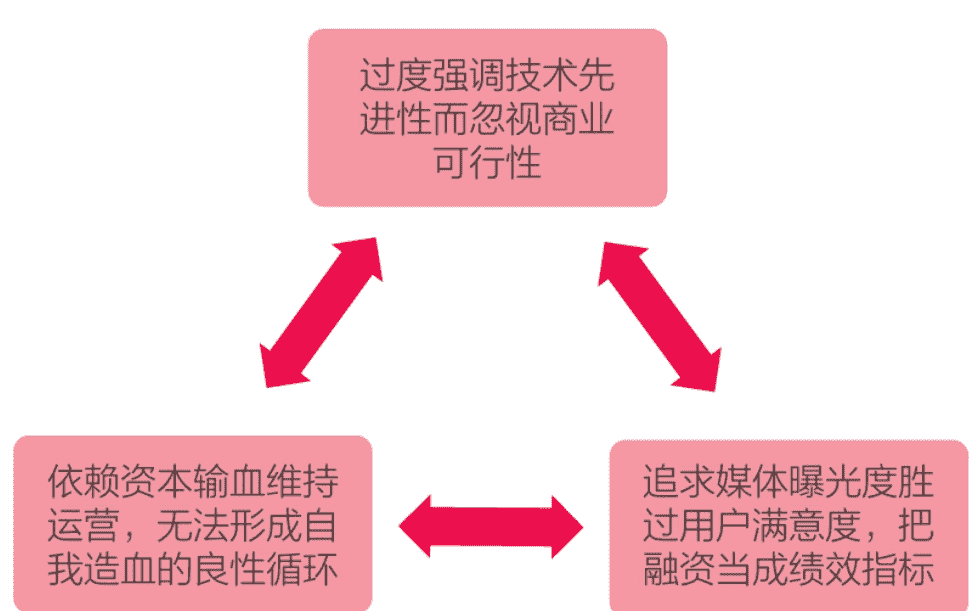 过度强调技术先
进性而忽视商业
可行性
依赖资本输血维持
运营，无法形成自
我造血的良性循环
追求媒体曝光度胜
过用户满意度，把
融资当成绩效指标